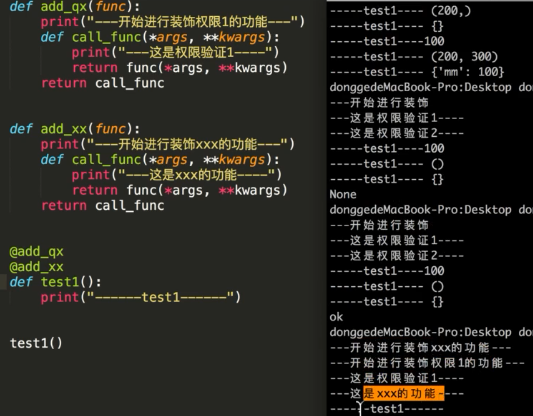 def add_qx(func):
print("---开始进行装饰权限1的功能---")
def call_func(*args, **kwargs):
print("---这是权限验证1----")
return func(*args, **kwargs)
return call_func
def add_xx(func):
print("---开始进行装饰xxx的功能---")
def call_func(*args, **kwargs):
print("---这是xxx的功能----")
return func(*args, **kwargs)
return call_func
@add_qx
@add_xx
def test1():
print("------test1------")
test1()
-----test1---- (200,)
-----test1---- {}
-----test1----100
-----test1---- (200, 300)
-----test1---- {'mm': 100}
donggedeMacBook-Pro:Desktop do
---开始进行装饰
---这是权限验证1----
---这是权限验证2----
-----test1----100
-----test1---- ()
-----test1---- {}
None
donggedeMacBook-Pro:Desktop do
---开始进行装饰
---这是权限验证1----
---这是权限验证2----
-----test1----100
-----test1---- ()
-----test1---- {}
ok
donggedeMacBook-Pro:Desktop do
---开始进行装饰xxx的功能---
---开始进行装饰权限1的功能---
---这是权限验证1----
---这是xxx的功能----
------test1------